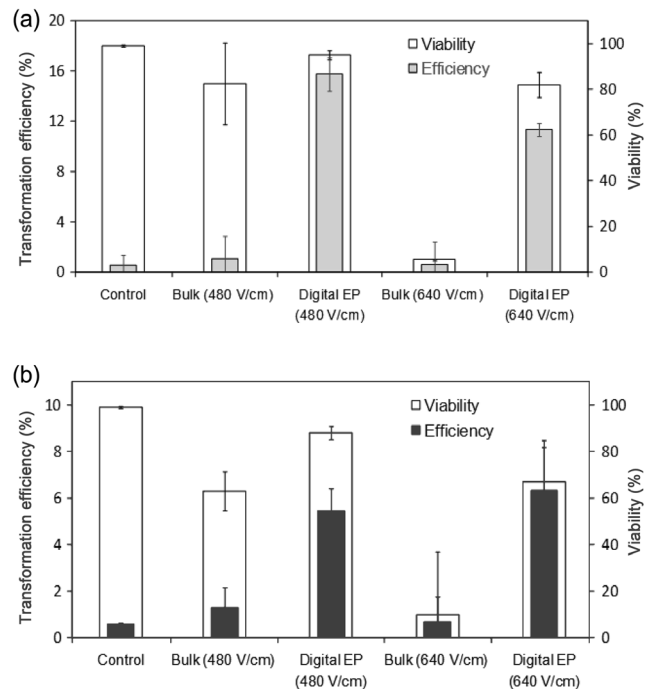 (a)
Transformation efficiency (%)
20
16
12
8
4
0
Viability
Efficiency
100
80
60
40
20
0
Viability (%)
Control
Bulk (480 V/cm)
Digital EP
(480 V/cm)
Bulk (640 V/cm)
Digital EP
(640 V/cm)
(b)
Transformation efficiency (%)
10
8
6
4
2
0
Viability
Efficiency
100
80
60
40
20
0
Viability (%)
Control
Bulk (480 V/cm)
Digital EP
(480 V/cm)
Bulk (640 V/cm)
Digital EP
(640 V/cm)